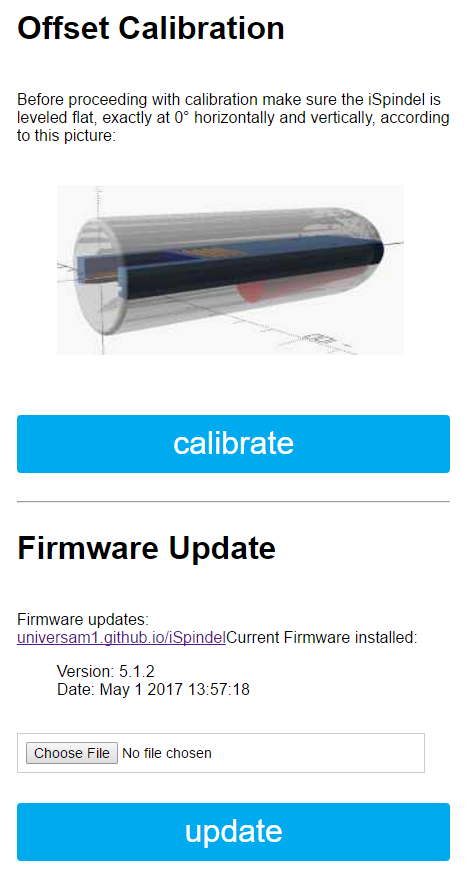 Offset Calibration
Before proceeding with calibration make sure the iSpindel is
leveled flat, exactly at 0° horizontally and vertically, according
to this picture:
calibrate
Firmware Update
Firmware updates:
universam1.github.io/iSpindelCurrent Firmware installed:
Version: 5.1.2
Date: May 1 2017 13:57:18
Choose File No file chosen
update